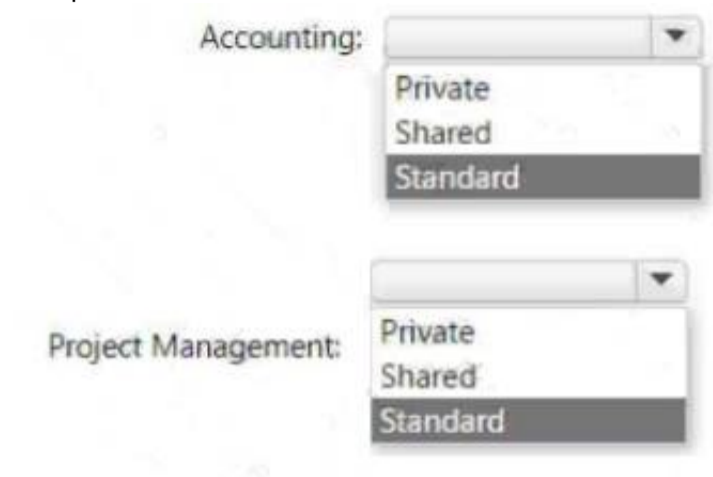 Accounting:
Private
Shared
Standard
Project Management:
Private
Shared
Standard